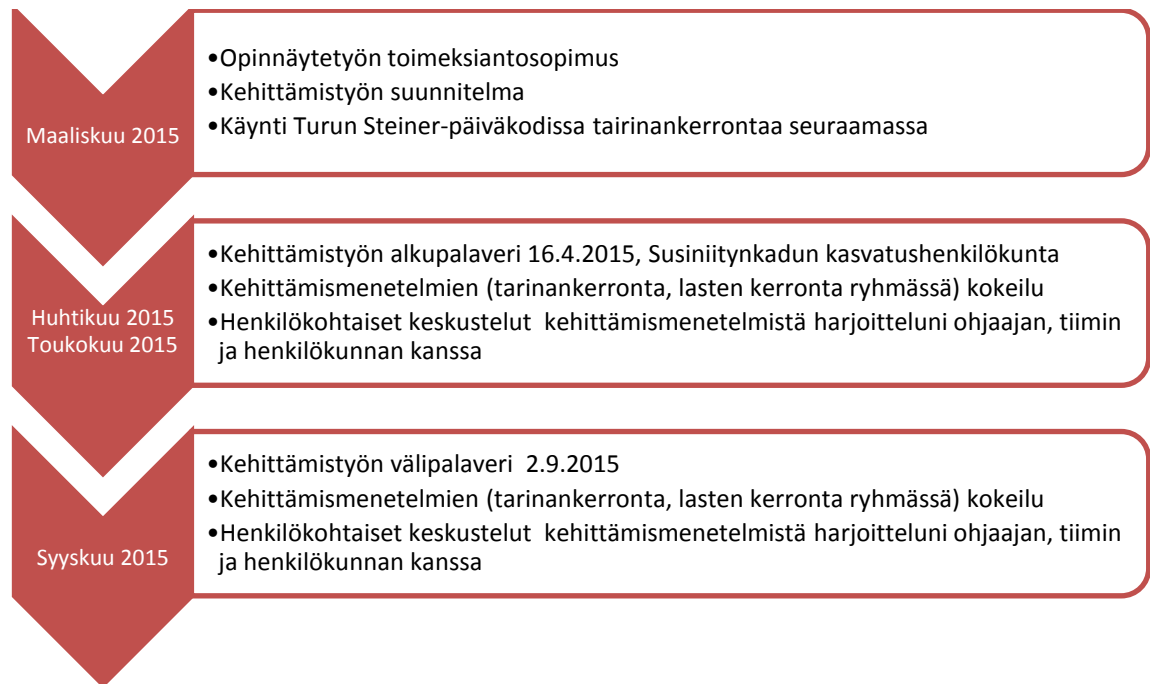 Maaliskuu 2015
•Opinnäytetyön toimeksiantosopimus
•Kehittämistyön suunnitelma
•Käynti Turun Steiner-päiväkodissa tairinankerrontaa seuraamassa
Huhtikuu 2015
Toukokuu 2015
•Kehittämistyön alkupalaveri 16.4.2015, Susiniitynkadun kasvatushenkilökunta
•Kehittämismenetelmien (tarinankerronta, lasten kerronta ryhmässä) kokeilu
•Henkilökohtaiset keskustelut kehittämismenetelmistä harjoitteluni ohjaajan, tiimin
ja henkilökunnan kanssa
Syyskuu 2015
•Kehittämistyön välipalaveri 2.9.2015
•Kehittämismenetelmien (tarinankerronta, lasten kerronta ryhmässä) kokeilu
•Henkilökohtaiset keskustelut kehittämismenetelmistä harjoitteluni ohjaajan, tiimin
ja henkilökunnan kanssa